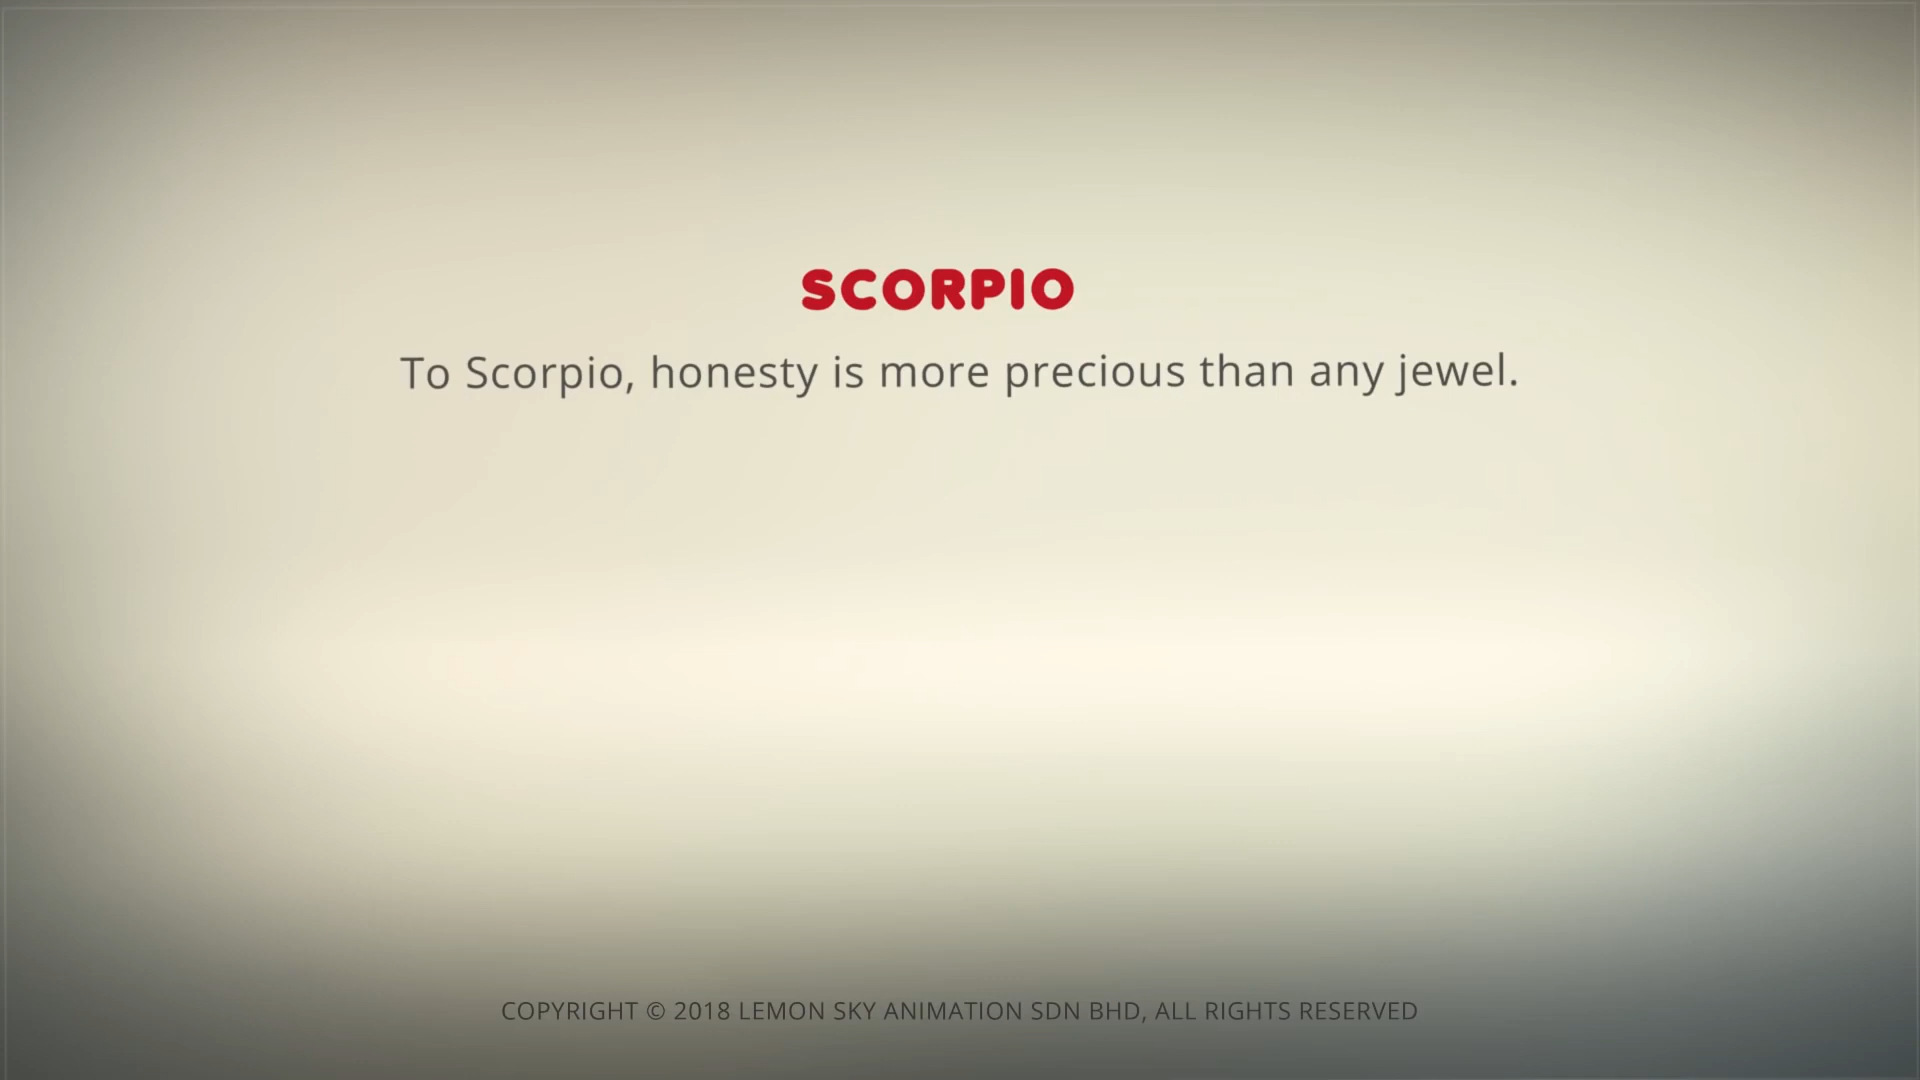 SCORPIO
To Scorpio, honesty is more precious than any jewel.
COPYRIGHT © 2018 LEMON SKY ANIMATION SDN BHD, ALL RIGHTS RESERVED